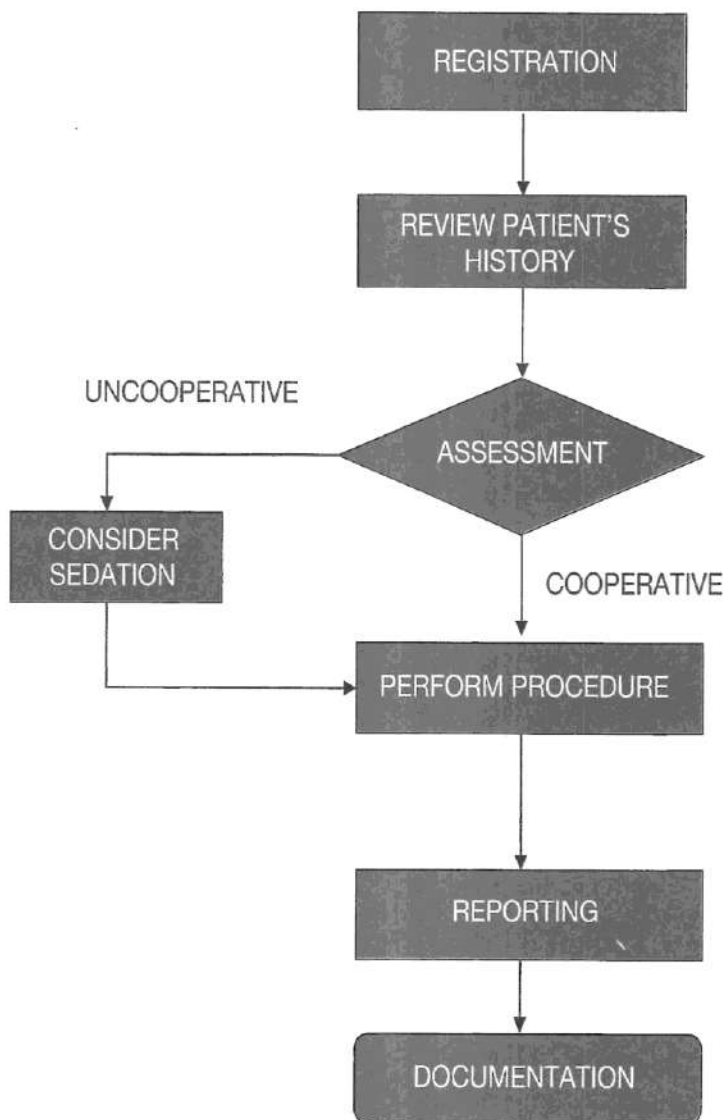 REGISTRATION
REVIEW PATIENT'S
HISTORY
UNCOOPERATIVE
ASSESSMENT
CONSIDER
SEDATION
COOPERATIVE
PERFORM PROCEDURE
REPORTING
DOCUMENTATION